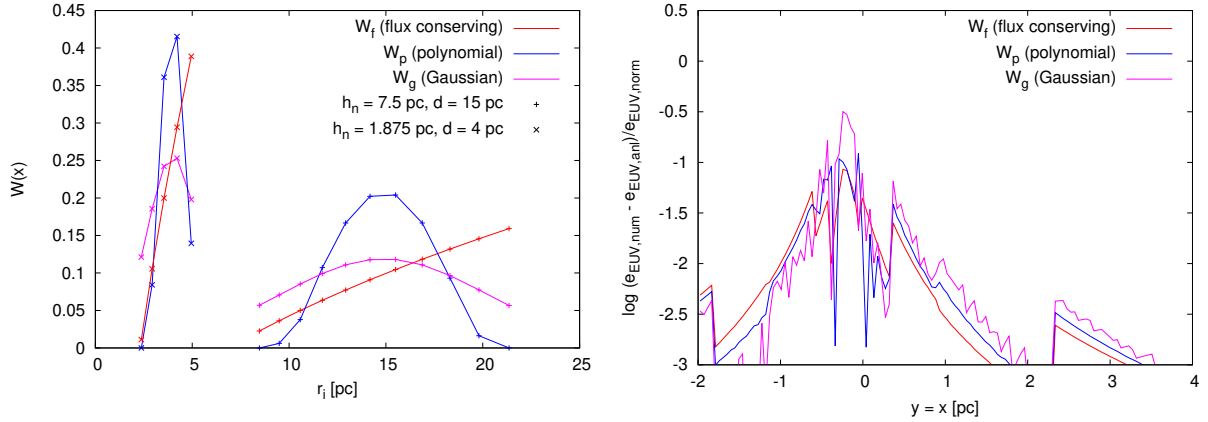 W_f (flux conserving)
W_p (polynomial)
W_g (Gaussian)
h_n = 7.5 pc, d = 15 pc
h_n = 1.875 pc, d = 4 pc
W(x)
0.45
0.4
0.35
0.3
0.25
0.2
0.15
0.1
0.05
0
0 5 10 15 20 25
r_i [pc]
W_f (flux conserving)
W_p (polynomial)
W_g (Gaussian)
log (e_EUV,num - e_EUV,anl)/e_EUV,norm
0.5
0
-0.5
-1
-1.5
-2
-2.5
-3
-2 -1 0 1 2 3 4
y = x [pc]